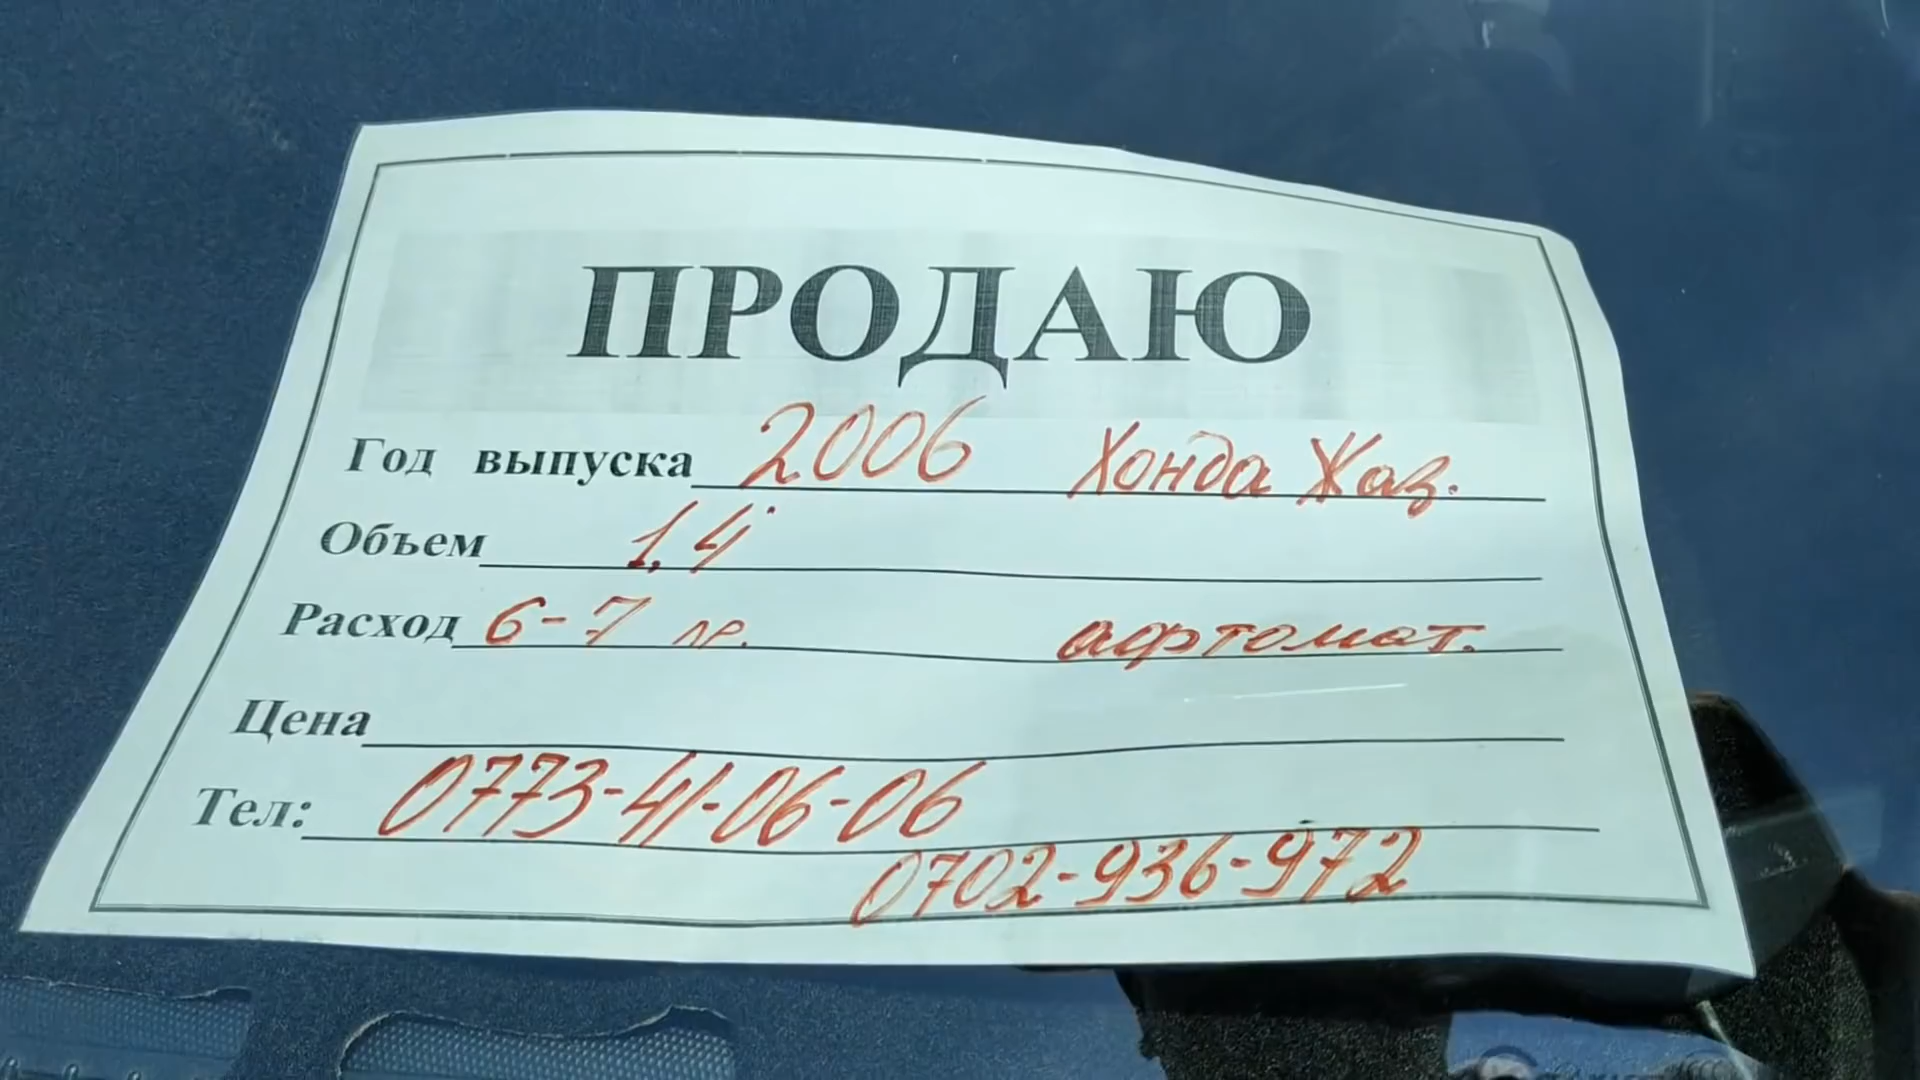 ПРОДАЮ
Год выпуска 2006 Хонда Жаз.
Объем 1,4
Расход 6-7 лр. афтомат.
Цена
Тел: 0773-41-06-06
0702-936-972